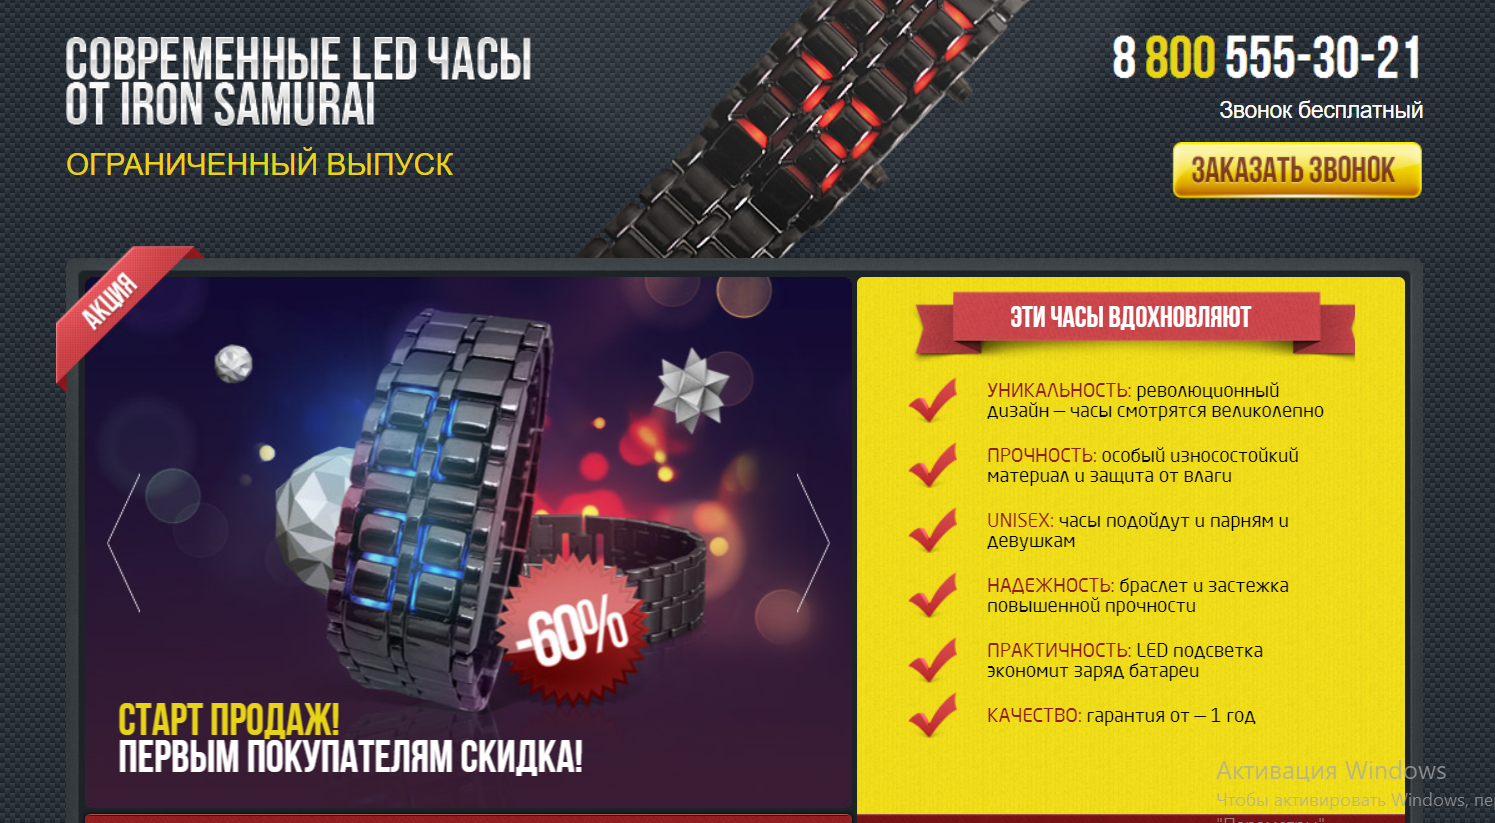 СОВРЕМЕННЫЕ LED ЧАСЫ
ОТ IRON SAMURAI
ОГРАНИЧЕННЫЙ ВЫПУСК
8 800 555-30-21
Звонок бесплатный
ЗАКАЗАТЬ ЗВОНОК
АКЦИЯ
-60%
СТАРТ ПРОДАЖ!
ПЕРВЫМ ПОКУПАТЕЛЯМ СКИДКА!
ЭТИ ЧАСЫ ВДОХНОВЛЯЮТ
УНИКАЛЬНОСТЬ: революционный
дизайн – часы смотрятся великолепно
ПРОЧНОСТЬ: особый износостойкий
материал и защита от влаги
UNISEX: часы подойдут и парням и
девушкам
НАДЕЖНОСТЬ: браслет и застежка
повышенной прочности
ПРАКТИЧНОСТЬ: LED подсветка
экономит заряд батареи
КАЧЕСТВО: гарантия от – 1 год
Активация Windows
Чтобы активировать Windows, пе
"Параметры"